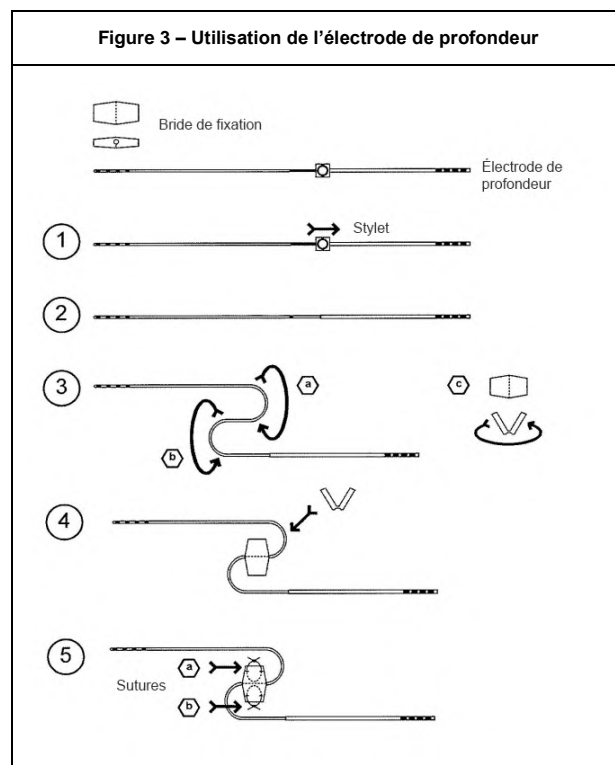 Figure 3 – Utilisation de l’électrode de profondeur
Bride de fixation
Électrode de
profondeur
1
Stylet
2
3
a
b
c
4
5
a
Sutures
b